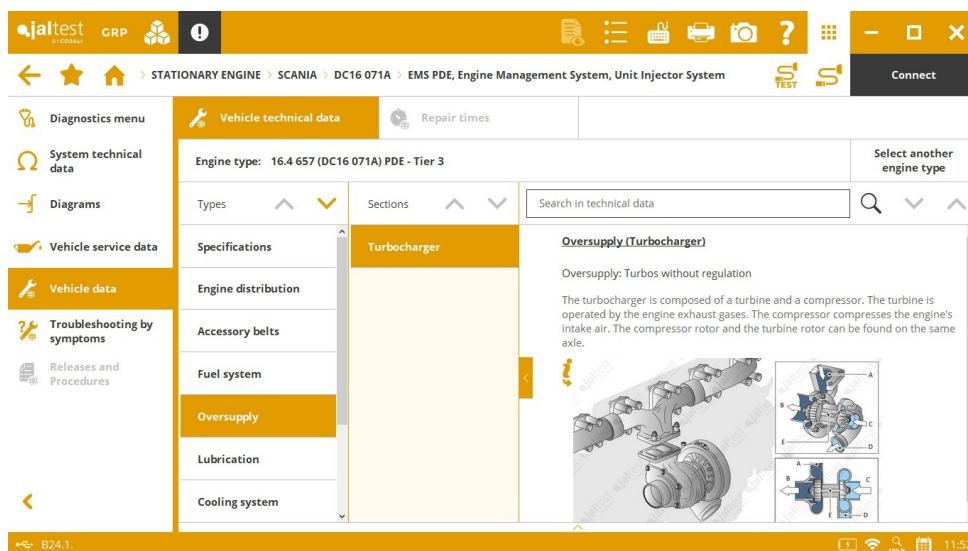 jaltest GRP
BY COJALI
STATIONARY ENGINE > SCANIA > DC16 071A > EMS PDE, Engine Management System, Unit Injector System
TEST
Connect
Diagnostics menu
System technical
data
Diagrams
Vehicle service data
Vehicle data
Troubleshooting by
symptoms
Releases and
Procedures
Vehicle technical data
Repair times
Engine type: 16.4 657 (DC16 071A) PDE - Tier 3
Select another
engine type
Types
Sections
Search in technical data
Specifications
Engine distribution
Accessory belts
Fuel system
Oversupply
Lubrication
Cooling system
Turbocharger
Oversupply (Turbocharger)
Oversupply: Turbos without regulation
The turbocharger is composed of a turbine and a compressor. The turbine is
operated by the engine exhaust gases. The compressor compresses the engine's
intake air. The compressor rotor and the turbine rotor can be found on the same
axle.
A
B
C
E
D
A
B
C
E
D
B24.1.